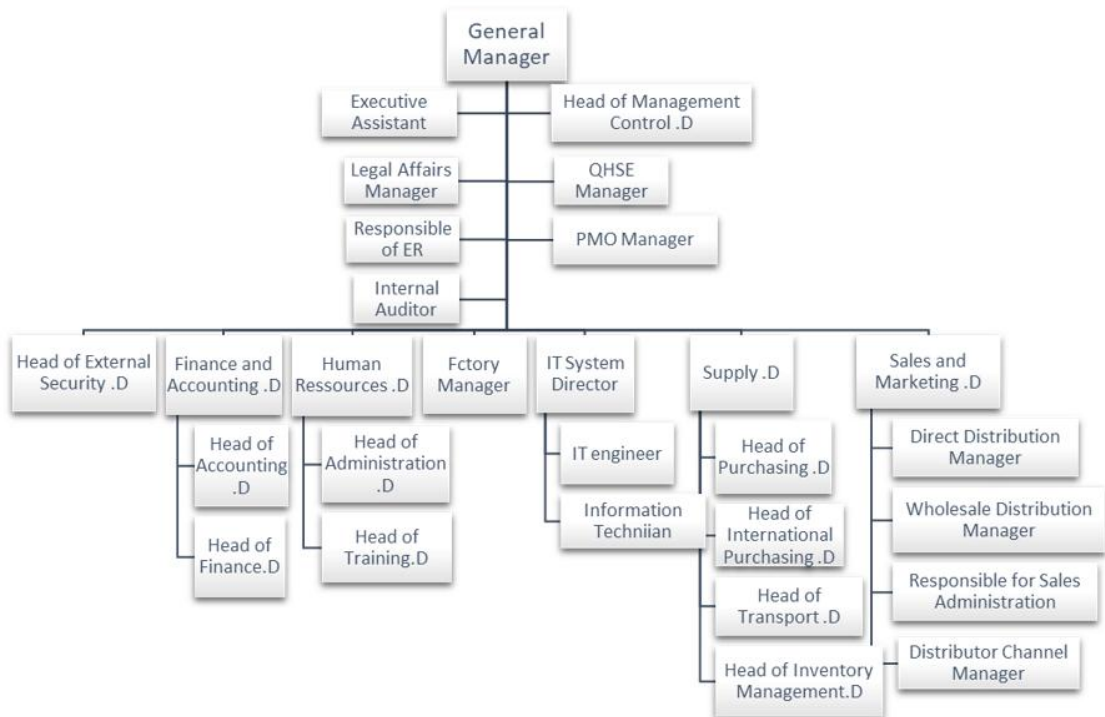 General
Manager
Executive
Assistant
Head of Management
Control .D
Legal Affairs
Manager
QHSE
Manager
Responsible
of ER
PMO Manager
Internal
Auditor
Head of External
Security .D
Finance and
Accounting .D
Human
Ressources .D
Fctory
Manager
IT System
Director
Supply .D
Sales and
Marketing .D
Head of
Accounting
.D
Head of
Finance.D
Head of
Administration
.D
Head of
Training.D
IT engineer
Information
Techniian
Head of
Purchasing .D
Head of
International
Purchasing .D
Head of
Transport .D
Head of Inventory
Management.D
Direct Distribution
Manager
Wholesale Distribution
Manager
Responsible for Sales
Administration
Distributor Channel
Manager